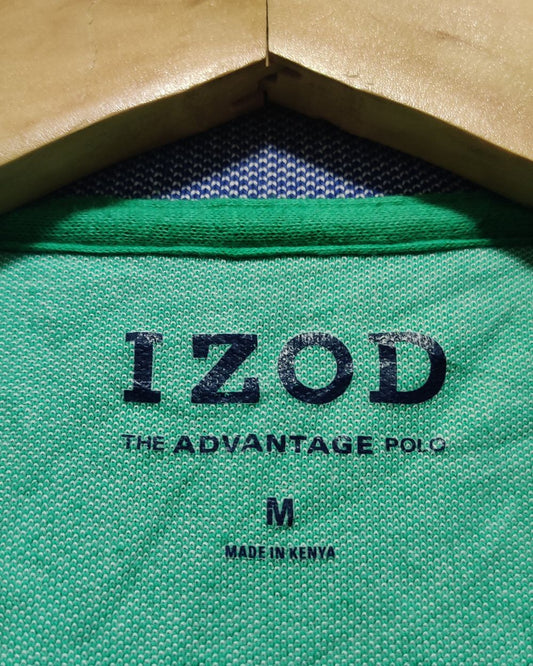 IZOD
THE ADVANTAGE POLO
M
MADE IN KENYA